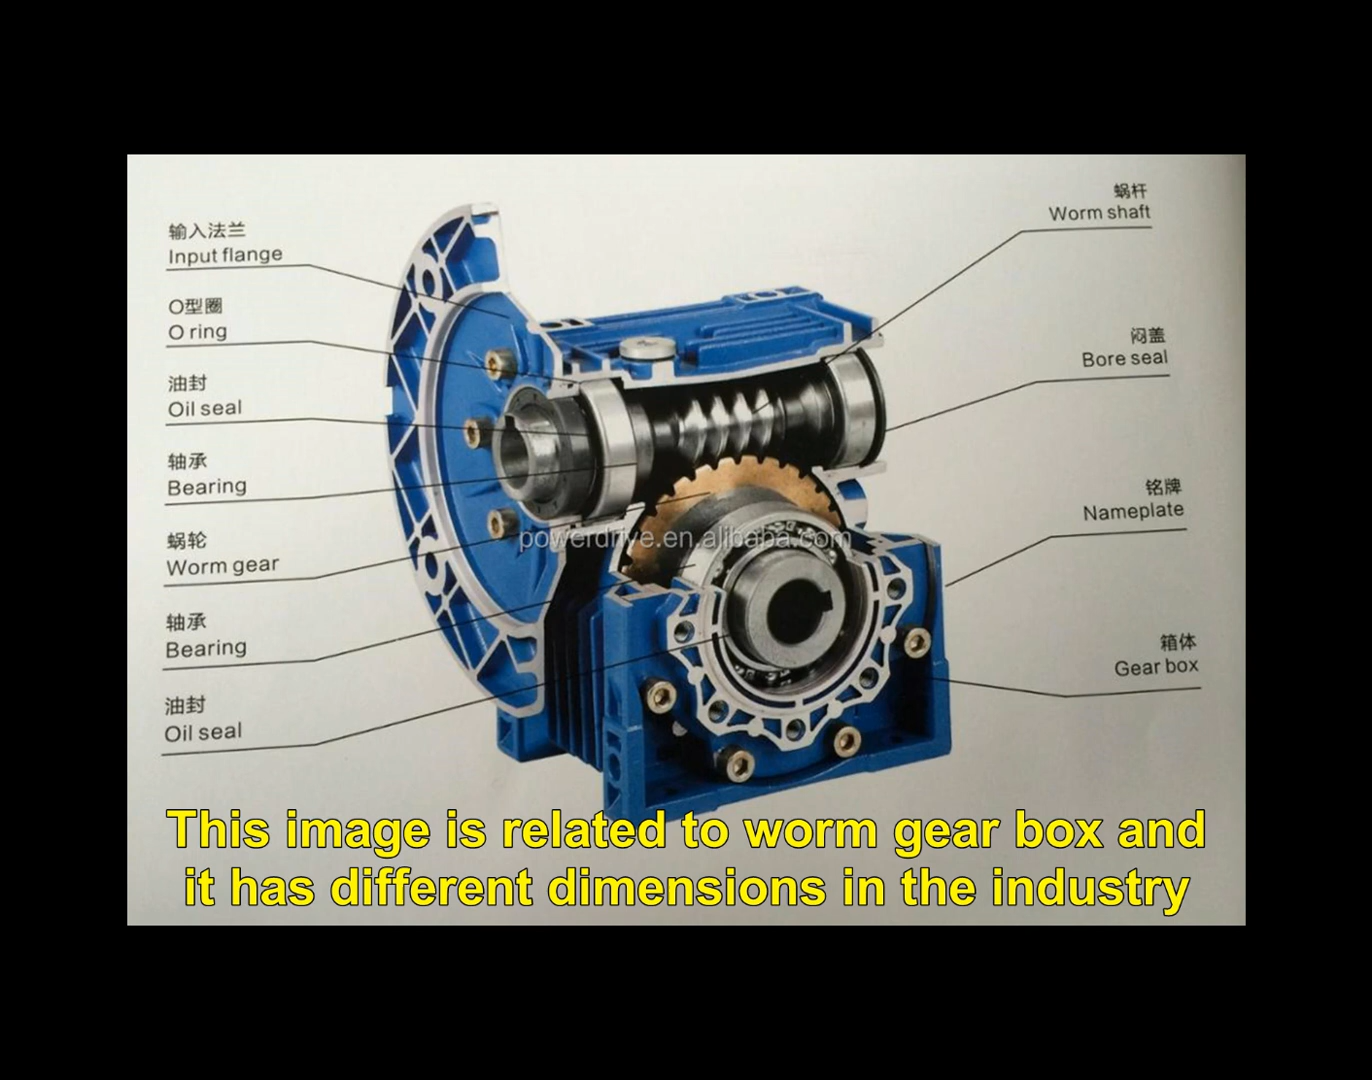 输入法兰
Input flange
O型圈
O ring
油封
Oil seal
轴承
Bearing
蜗轮
Worm gear
轴承
Bearing
油封
Oil seal
蜗杆
Worm shaft
闷盖
Bore seal
铭牌
Nameplate
箱体
Gear box
powerdrive.en.alibaba.com
This image is related to worm gear box and
it has different dimensions in the industry